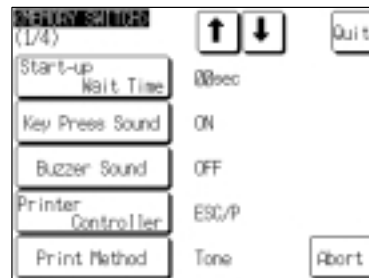 <MEMORY SWITCH>
(1/4)
Quit
Start-up
Wait Time
00sec
Key Press Sound
ON
Buzzer Sound
OFF
Printer
Controller
ESC/P
Print Method
Tone
Abort